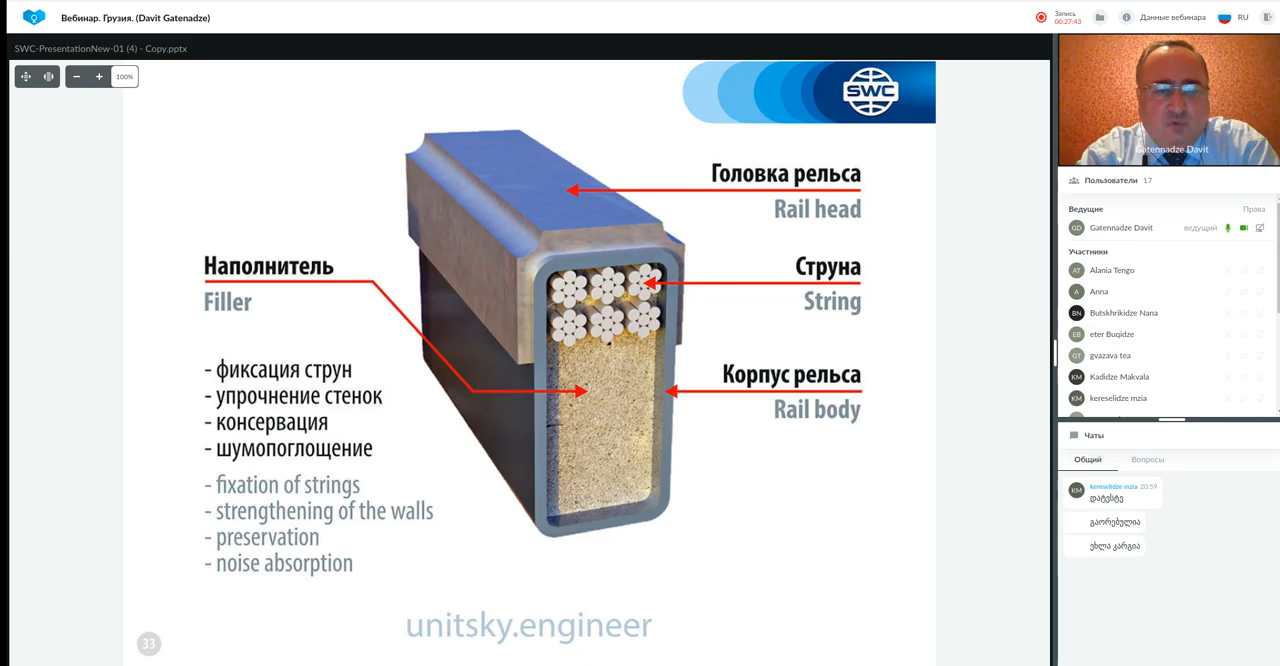 Вебинар. Грузия. (Davit Gatenadze)
Запись
00:27:43
Данные вебинара
RU
SWC-PresentationNew-01 (4) - Copy.pptx
100%
SWC
Головка рельса
Rail head
Наполнитель
Filler
Струна
String
Корпус рельса
Rail body
- фиксация струн
- упрочнение стенок
- консервация
- шумопоглощение
- fixation of strings
- strengthening of the walls
- preservation
- noise absorption
unitsky.engineer
33
Gatennadze Davit
Пользователи 17
Ведущие Права
GD Gatennadze Davit ведущий
Участники
AT Alania Tengo
A Anna
BN Butskhrikidze Nana
EB eter Buqidze
GT gvazava tea
KM Kadidze Makvala
KM kereselidze mzia
Чаты
Общий Вопросы
KM kereselidze mzia 20:59
დატესტე
გაორებულია
ეხლა კარგია